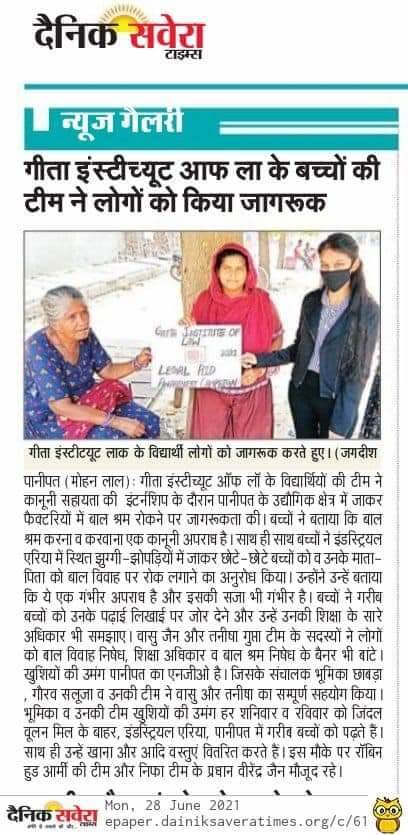 दैनिक सवेरा
टाइम्स
न्यूज गैलरी
गीता इंस्टीच्यूट आफ ला के बच्चों की
टीम ने लोगों को किया जागरूक
GITA INSTITUTE OF
LAW
LEGAL AID
AWARENESS CAMPAIGN
गीता इंस्टीटयूट लाक के विद्यार्थी लोगों को जागरूक करते हुए। (जगदीश
पानीपत (मोहन लाल): गीता इंस्टीच्यूट ऑफ लॉ के विद्यार्थियों की टीम ने
कानूनी सहायता की इंटर्नशिप के दौरान पानीपत के उद्यौगिक क्षेत्र में जाकर
फैक्टरियों में बाल श्रम रोकने पर जागरूकता की। बच्चों ने बताया कि बाल
श्रम करना व करवाना एक कानूनी अपराध है। साथ ही साथ बच्चों ने इंडस्ट्रियल
एरिया में स्थित झुग्गी-झोपड़ियों में जाकर छोटे-छोटे बच्चों को व उनके माता-
पिता को बाल विवाह पर रोक लगाने का अनुरोध किया। उन्होंने उन्हें बताया
कि ये एक गंभीर अपराध है और इसकी सजा भी गंभीर है। बच्चों ने गरीब
बच्चों को उनके पढ़ाई लिखाई पर जोर देने और उन्हें उनकी शिक्षा के सारे
अधिकार भी समझाए। वासु जैन और तनीषा गुप्ता टीम के सदस्यों ने लोगों
को बाल विवाह निषेध, शिक्षा अधिकार व बाल श्रम निषेध के बैनर भी बांटे।
खुशियों की उमंग पानीपत का एनजीओ है। जिसके संचालक भूमिका छाबड़ा
, गौरव सलूजा व उनकी टीम ने वासु और तनीषा का सम्पूर्ण सहयोग किया।
भूमिका व उनकी टीम खुशियों की उमंग हर शनिवार व रविवार को जिंदल
वूलन मिल के बाहर, इंडस्ट्रियल एरिया, पानीपत में गरीब बच्चों को पढ़ते हैं।
साथ ही उन्हें खाना और आदि वस्तुएं वितरित करते हैं। इस मौके पर रॉबिन
हुड आर्मी की टीम और निफा टीम के प्रधान वीरेंद्र जैन मौजूद रहे।
दैनिक सवेरा Mon, 28 June 2021
epaper.dainiksaveratimes.org/c/61